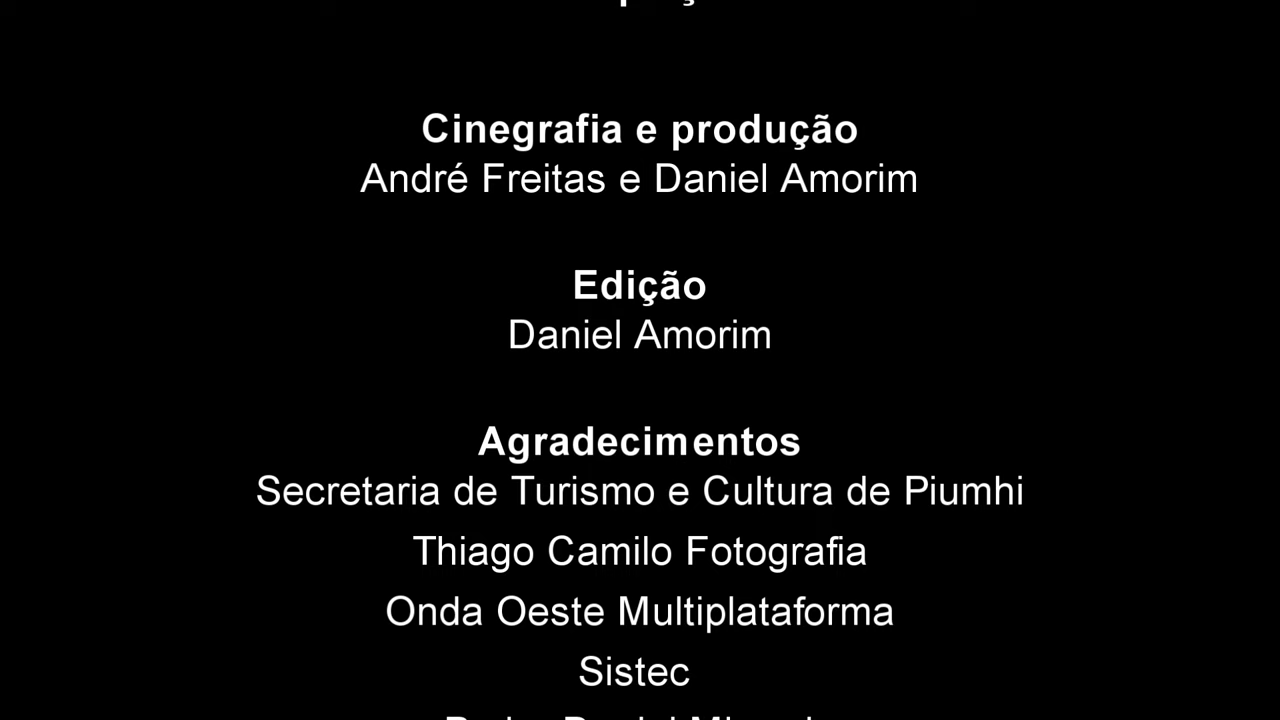 Cinegrafia e produção
André Freitas e Daniel Amorim
Edição
Daniel Amorim
Agradecimentos
Secretaria de Turismo e Cultura de Piumhi
Thiago Camilo Fotografia
Onda Oeste Multiplataforma
Sistec